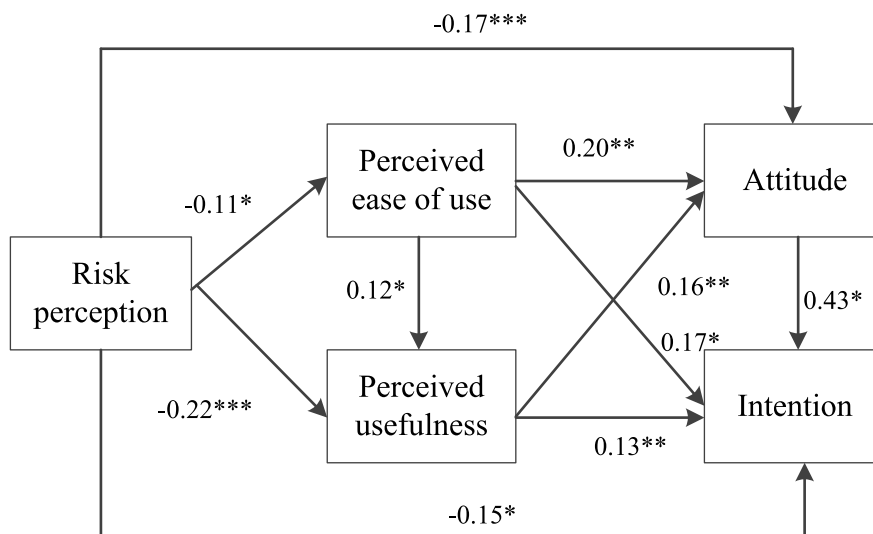 -0.17***
Perceived
ease of use
0.20**
Attitude
-0.11*
Risk
perception
0.12*
0.16**
0.43*
0.17*
-0.22***
Perceived
usefulness
Intention
0.13**
-0.15*